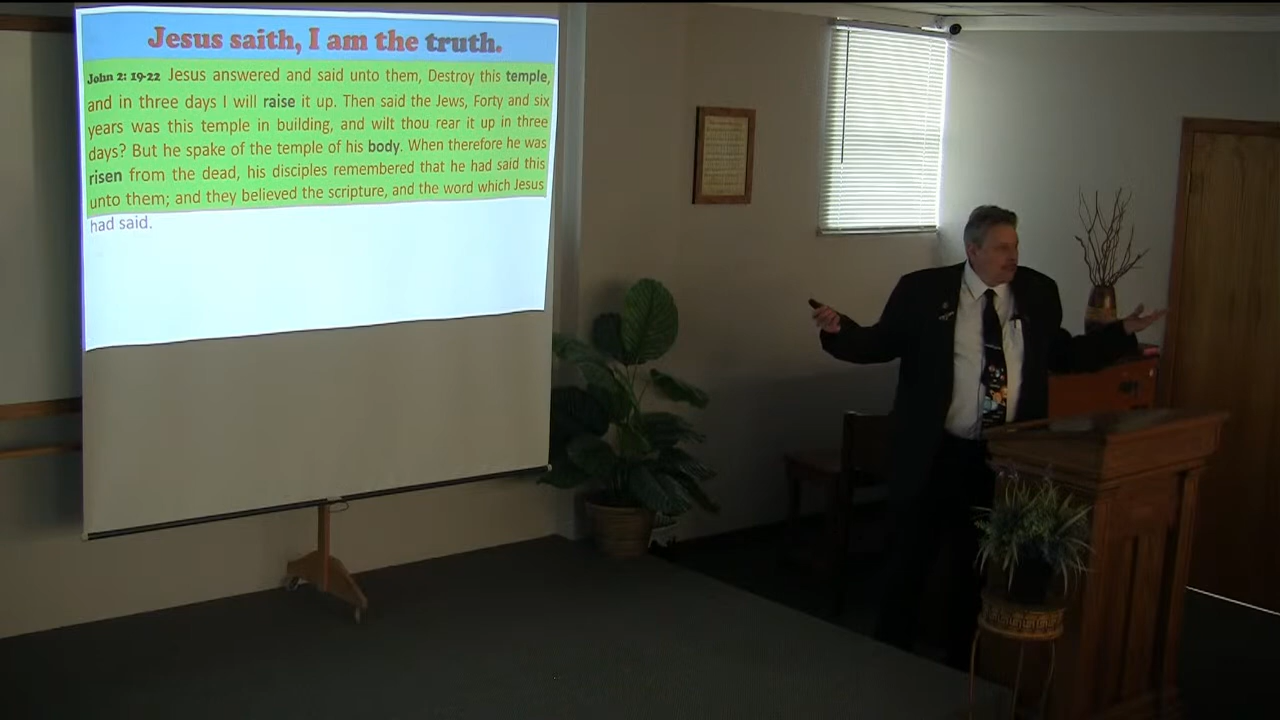 Jesus saith, I am the truth.
John 2: 19-22 Jesus answered and said unto them, Destroy this temple,
and in three days I will raise it up. Then said the Jews, Forty and six
years was this temple in building, and wilt thou rear it up in three
days? But he spake of the temple of his body. When therefore he was
risen from the dead, his disciples remembered that he had said this
unto them; and they believed the scripture, and the word which Jesus
had said.